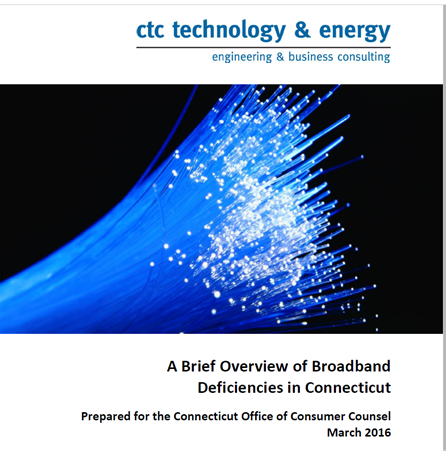 ctc technology & energy
engineering & business consulting
A Brief Overview of Broadband
Deficiencies in Connecticut
Prepared for the Connecticut Office of Consumer Counsel
March 2016